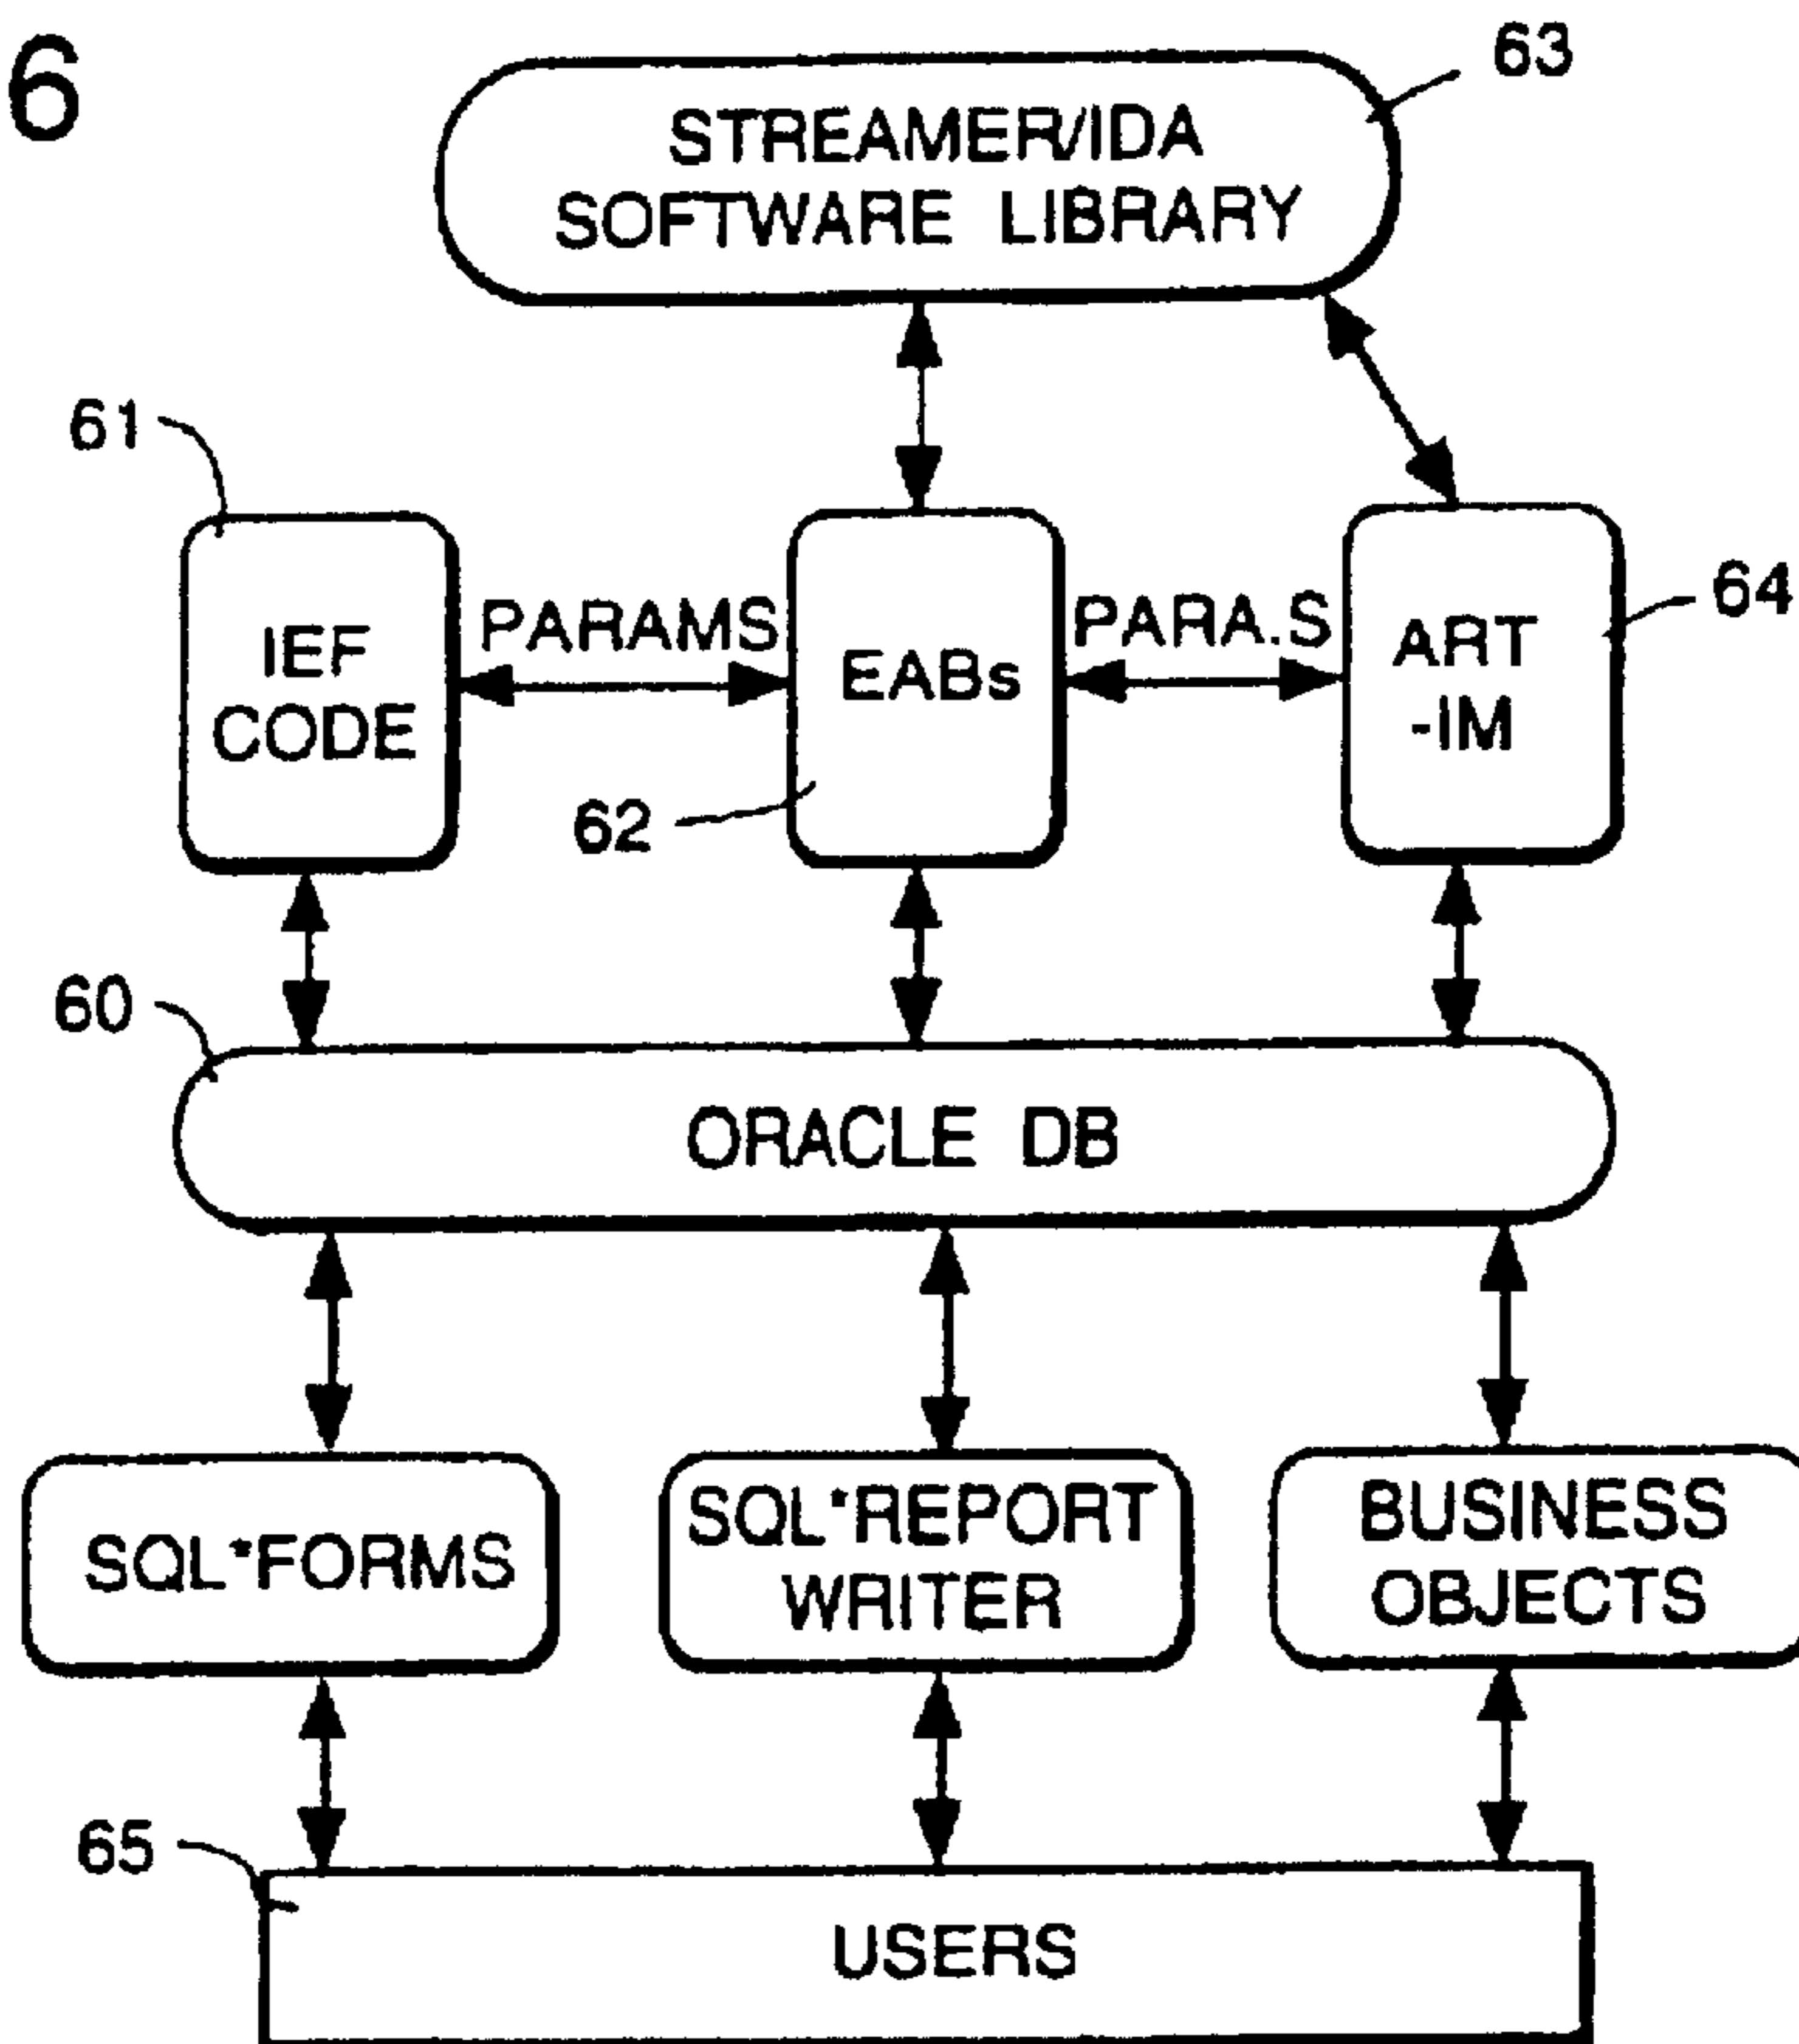 6
63
STREAMER/IDA
SOFTWARE LIBRARY
61
IEF
CODE
PARAMS
EABs
62
PARA.S
ART
-IM
64
60
ORACLE DB
SQL*FORMS
SQL*REPORT
WRITER
BUSINESS
OBJECTS
65
USERS